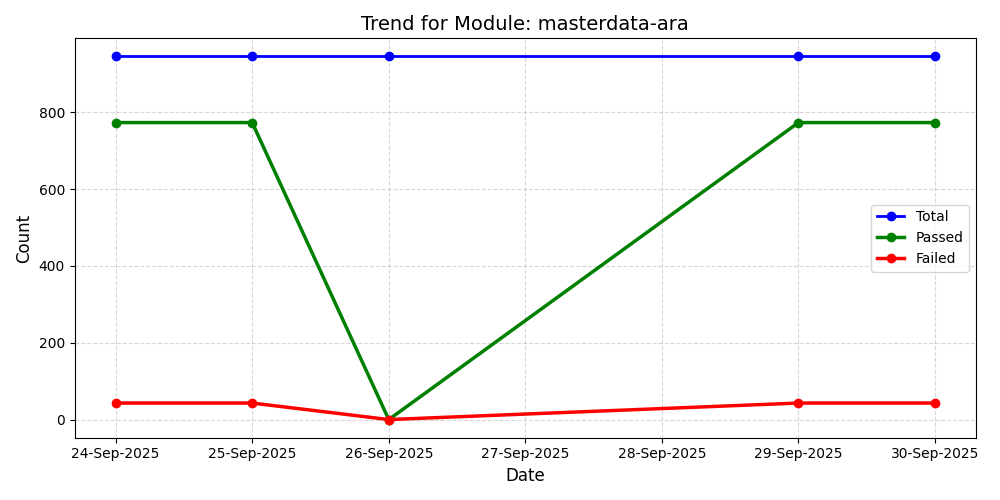 Trend for Module: masterdata-ara
Count
800
600
400
200
0
Total
Passed
Failed
24-Sep-2025
25-Sep-2025
26-Sep-2025
27-Sep-2025
28-Sep-2025
29-Sep-2025
30-Sep-2025
Date